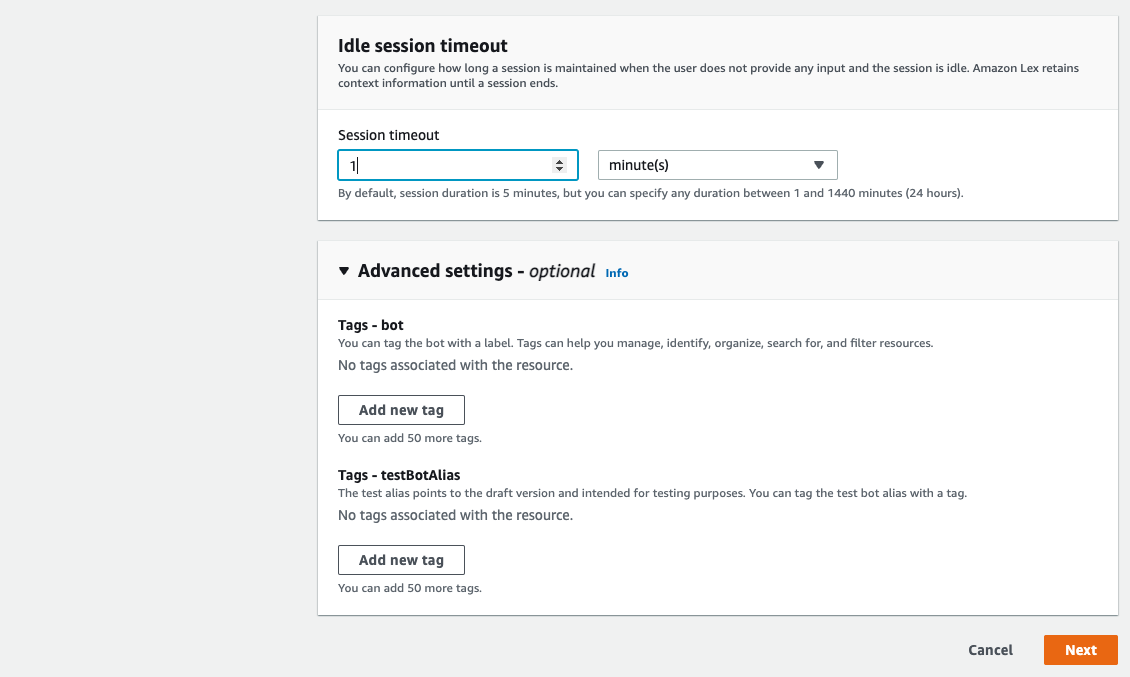 Idle session timeout
You can configure how long a session is maintained when the user does not provide any input and the session is idle. Amazon Lex retains
context information until a session ends.
Session timeout
1
minute(s)
By default, session duration is 5 minutes, but you can specify any duration between 1 and 1440 minutes (24 hours).
Advanced settings - optional Info
Tags - bot
You can tag the bot with a label. Tags can help you manage, identify, organize, search for, and filter resources.
No tags associated with the resource.
Add new tag
You can add 50 more tags.
Tags - testBotAlias
The test alias points to the draft version and intended for testing purposes. You can tag the test bot alias with a tag.
No tags associated with the resource.
Add new tag
You can add 50 more tags.
Cancel
Next